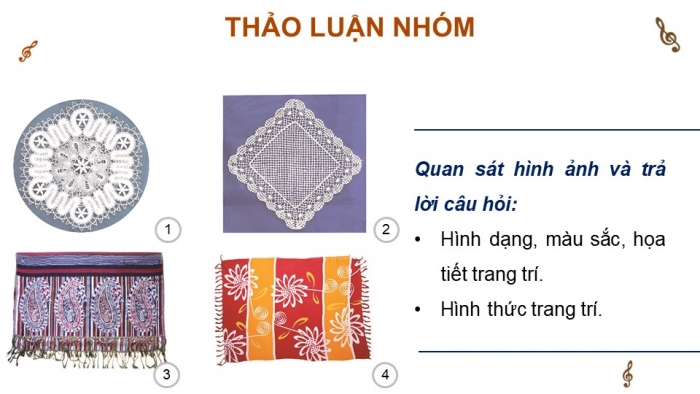 THẢO LUẬN NHÓM
1
2
3
4
Quan sát hình ảnh và trả
lời câu hỏi:
• Hình dạng, màu sắc, họa
tiết trang trí.
• Hình thức trang trí.